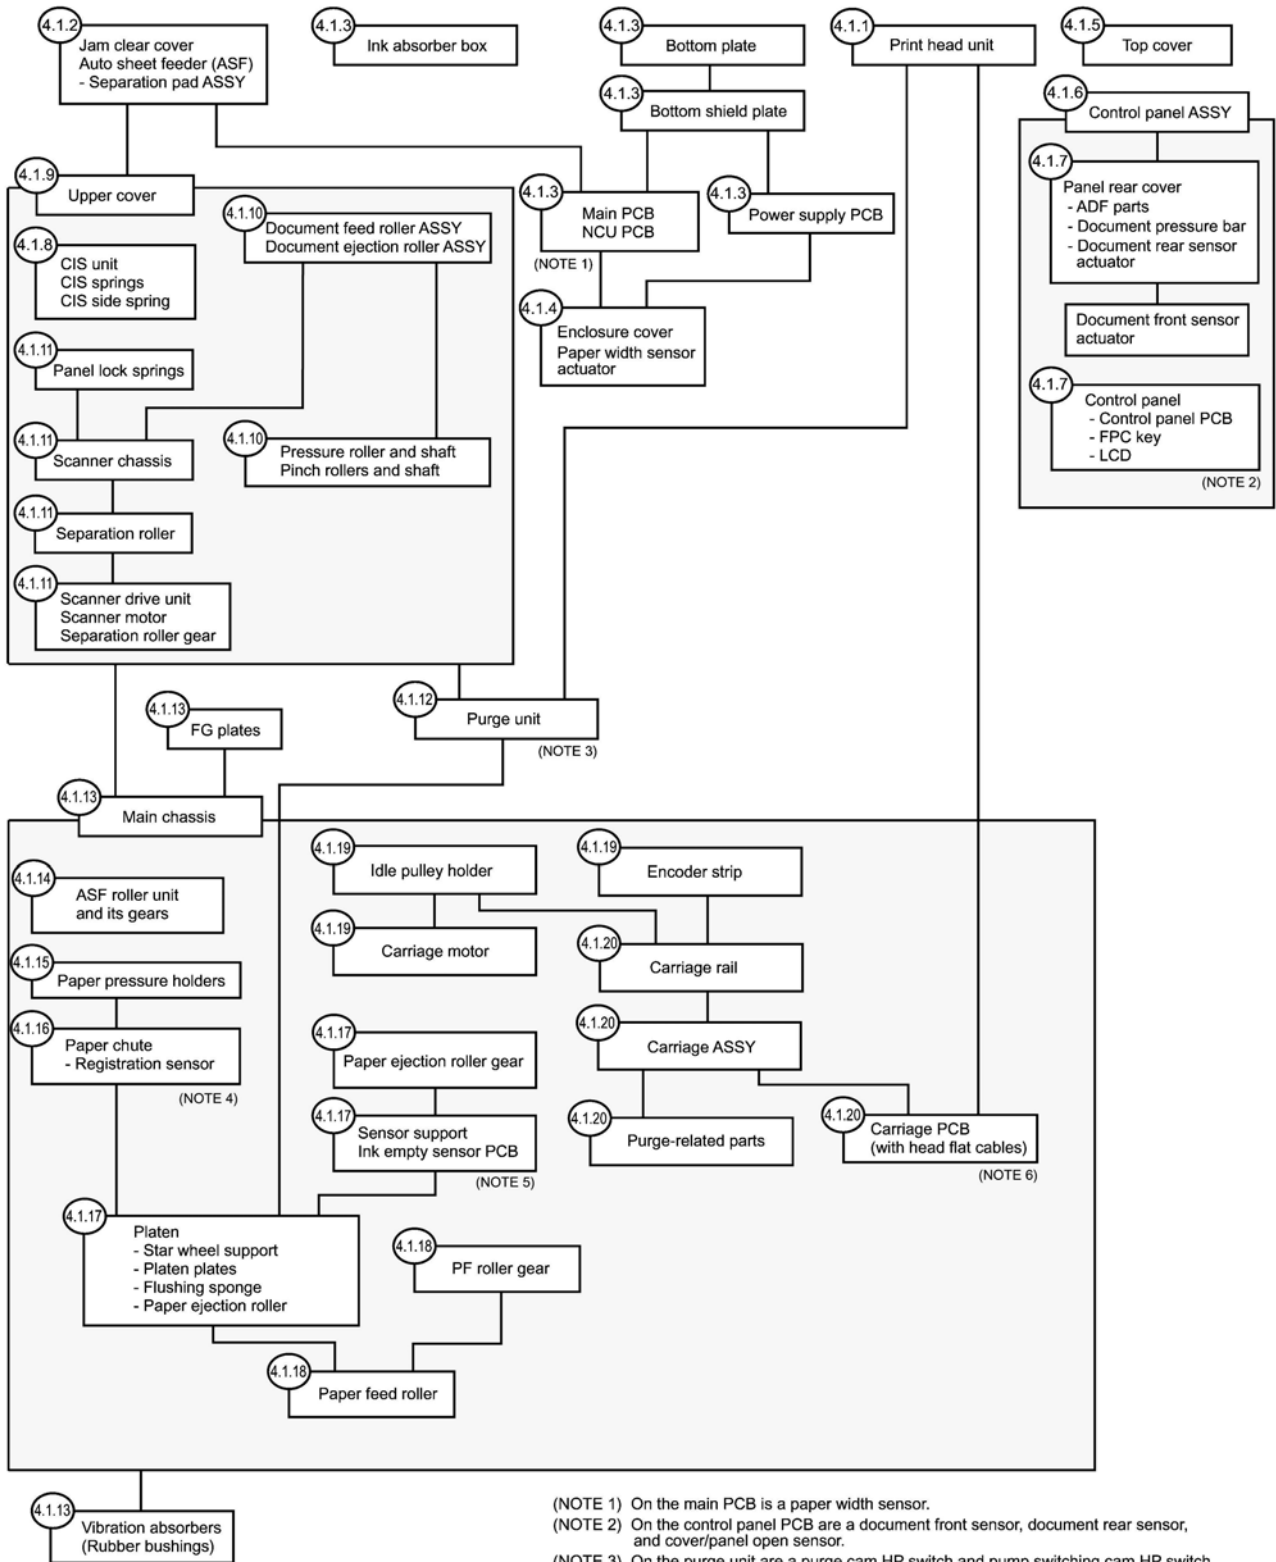 4.1.2
Jam clear cover
Auto sheet feeder (ASF)
- Separation pad ASSY
4.1.3
Ink absorber box
4.1.3
Bottom plate
4.1.1
Print head unit
4.1.5
Top cover
4.1.3
Bottom shield plate
4.1.6
Control panel ASSY
4.1.7
Panel rear cover
- ADF parts
- Document pressure bar
- Document rear sensor
actuator
Document front sensor
actuator
4.1.7
Control panel
- Control panel PCB
- FPC key
- LCD
(NOTE 2)
4.1.9
Upper cover
4.1.10
Document feed roller ASSY
Document ejection roller ASSY
4.1.3
Main PCB
NCU PCB
(NOTE 1)
4.1.3
Power supply PCB
4.1.8
CIS unit
CIS springs
CIS side spring
4.1.4
Enclosure cover
Paper width sensor
actuator
4.1.11
Panel lock springs
4.1.11
Scanner chassis
4.1.10
Pressure roller and shaft
Pinch rollers and shaft
4.1.11
Separation roller
4.1.11
Scanner drive unit
Scanner motor
Separation roller gear
4.1.12
Purge unit
(NOTE 3)
4.1.13
FG plates
4.1.13
Main chassis
4.1.14
ASF roller unit
and its gears
4.1.19
Idle pulley holder
4.1.19
Encoder strip
4.1.19
Carriage motor
4.1.20
Carriage rail
4.1.15
Paper pressure holders
4.1.16
Paper chute
- Registration sensor
(NOTE 4)
4.1.17
Paper ejection roller gear
4.1.20
Carriage ASSY
4.1.17
Sensor support
Ink empty sensor PCB
(NOTE 5)
4.1.20
Purge-related parts
4.1.20
Carriage PCB
(with head flat cables)
(NOTE 6)
4.1.17
Platen
- Star wheel support
- Platen plates
- Flushing sponge
- Paper ejection roller
4.1.18
PF roller gear
4.1.18
Paper feed roller
4.1.13
Vibration absorbers
(Rubber bushings)
(NOTE 1) On the main PCB is a paper width sensor.
(NOTE 2) On the control panel PCB are a document front sensor, document rear sensor,
and cover/panel open sensor.
(NOTE 3) On the purge unit are a purge cam HP switch and pump switching cam HP switch